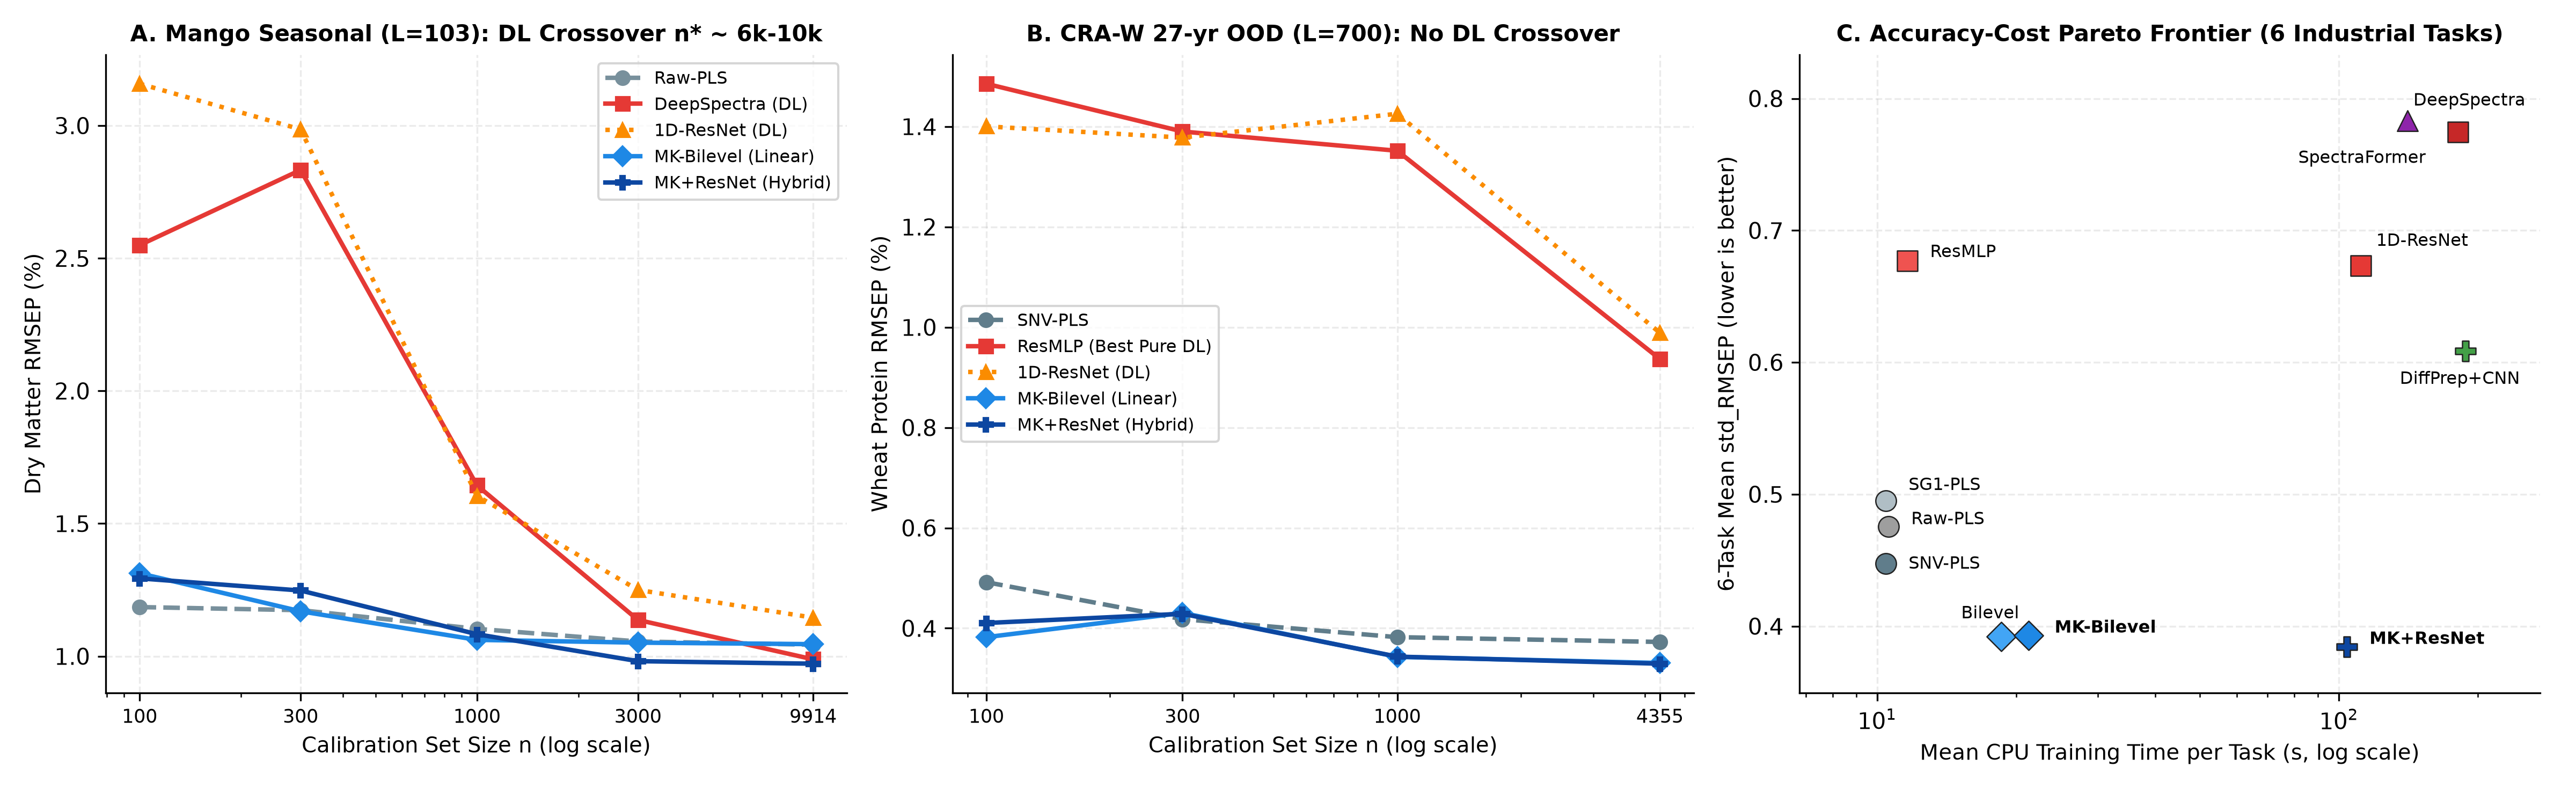 A. Mango Seasonal (L=103): DL Crossover n* ~ 6k-10k
Dry Matter RMSEP (%)
3.0
2.5
2.0
1.5
1.0
Raw-PLS
DeepSpectra (DL)
1D-ResNet (DL)
MK-Bilevel (Linear)
MK+ResNet (Hybrid)
100
300
1000
3000
9914
Calibration Set Size n (log scale)
B. CRA-W 27-yr OOD (L=700): No DL Crossover
Wheat Protein RMSEP (%)
1.4
1.2
1.0
0.8
0.6
0.4
SNV-PLS
ResMLP (Best Pure DL)
1D-ResNet (DL)
MK-Bilevel (Linear)
MK+ResNet (Hybrid)
100
300
1000
4355
Calibration Set Size n (log scale)
C. Accuracy-Cost Pareto Frontier (6 Industrial Tasks)
6-Task Mean std_RMSEP (lower is better)
0.8
0.7
0.6
0.5
0.4
DeepSpectra
SpectraFormer
1D-ResNet
ResMLP
DiffPrep+CNN
SG1-PLS
Raw-PLS
SNV-PLS
Bilevel
MK-Bilevel
MK+ResNet
10¹
10²
Mean CPU Training Time per Task (s, log scale)